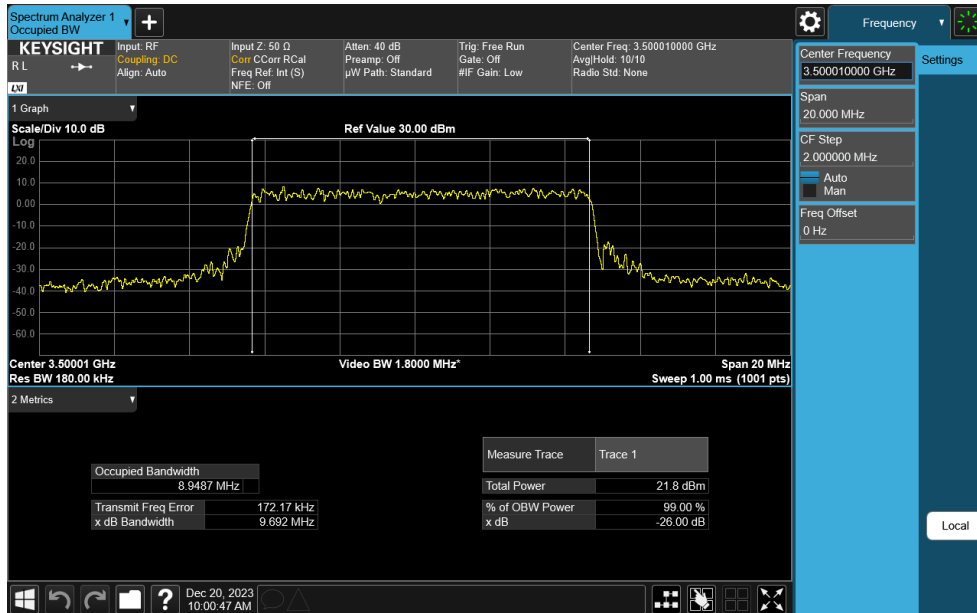 Spectrum Analyzer 1
Occupied BW
Frequency
KEYSIGHT
R L
LXI
Input: RF
Coupling: DC
Align: Auto
Input Z: 50 Ω
Corr CCorr RCal
Freq Ref: Int (S)
NFE: Off
Atten: 40 dB
Preamp: Off
µW Path: Standard
Trig: Free Run
Gate: Off
#IF Gain: Low
Center Freq: 3.500010000 GHz
Avg|Hold: 10/10
Radio Std: None
Center Frequency
3.500010000 GHz
Settings
Span
20.000 MHz
CF Step
2.000000 MHz
Auto
Man
Freq Offset
0 Hz
Local
1 Graph
Scale/Div 10.0 dB
Ref Value 30.00 dBm
Log
20.0
10.0
0.00
-10.0
-20.0
-30.0
-40.0
-50.0
-60.0
Center 3.50001 GHz
Video BW 1.8000 MHz*
Span 20 MHz
Res BW 180.00 kHz
Sweep 1.00 ms (1001 pts)
2 Metrics
Measure Trace Trace 1
Occupied Bandwidth
8.9487 MHz
Total Power 21.8 dBm
Transmit Freq Error 172.17 kHz
% of OBW Power 99.00 %
x dB Bandwidth 9.692 MHz
x dB -26.00 dB
?
Dec 20, 2023
10:00:47 AM